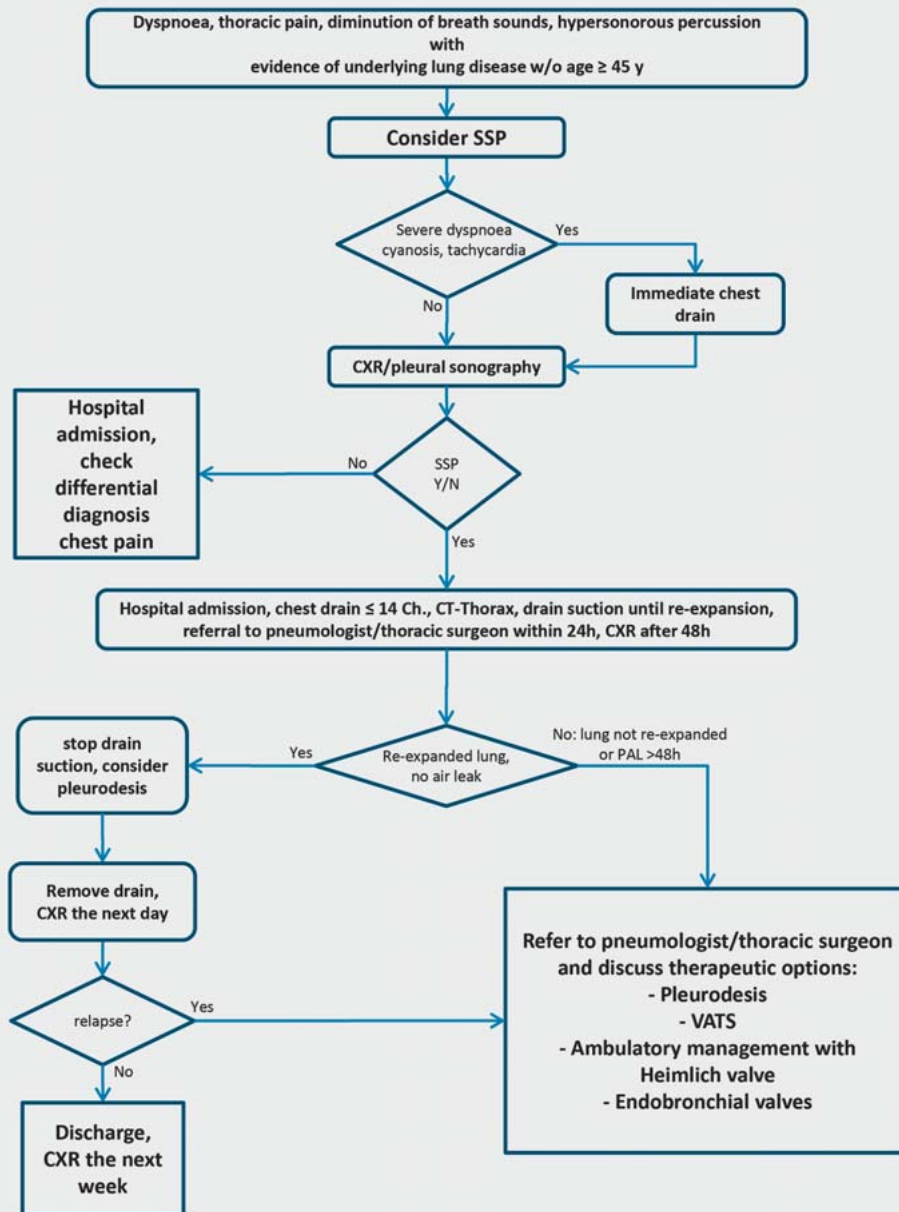 Dyspnoea, thoracic pain, diminution of breath sounds, hypersonorous percussion
with
evidence of underlying lung disease w/o age ≥ 45 y
Consider SSP
Severe dyspnoea
cyanosis, tachycardia
Yes
Immediate chest
drain
No
CXR/pleural sonography
Hospital
admission,
check
differential
diagnosis
chest pain
No
SSP
Y/N
Yes
Hospital admission, chest drain ≤ 14 Ch., CT-Thorax, drain suction until re-expansion,
referral to pneumologist/thoracic surgeon within 24h, CXR after 48h
Re-expanded lung,
no air leak
Yes
No: lung not re-expanded
or PAL >48h
stop drain
suction, consider
pleurodesis
Remove drain,
CXR the next day
relapse?
Yes
No
Discharge,
CXR the next
week
Refer to pneumologist/thoracic surgeon
and discuss therapeutic options:
- Pleurodesis
- VATS
- Ambulatory management with
Heimlich valve
- Endobronchial valves